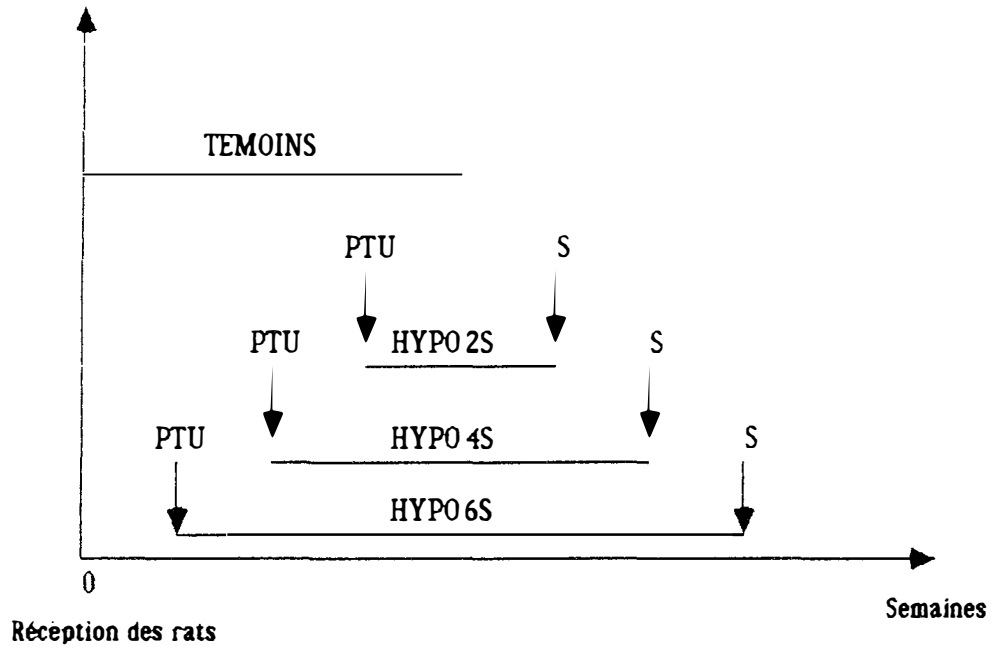 TEMOINS
PTU S
PTU HYPO 2S S
PTU HYPO 4S S
HYPO 6S
0
Semaines
Réception des rats